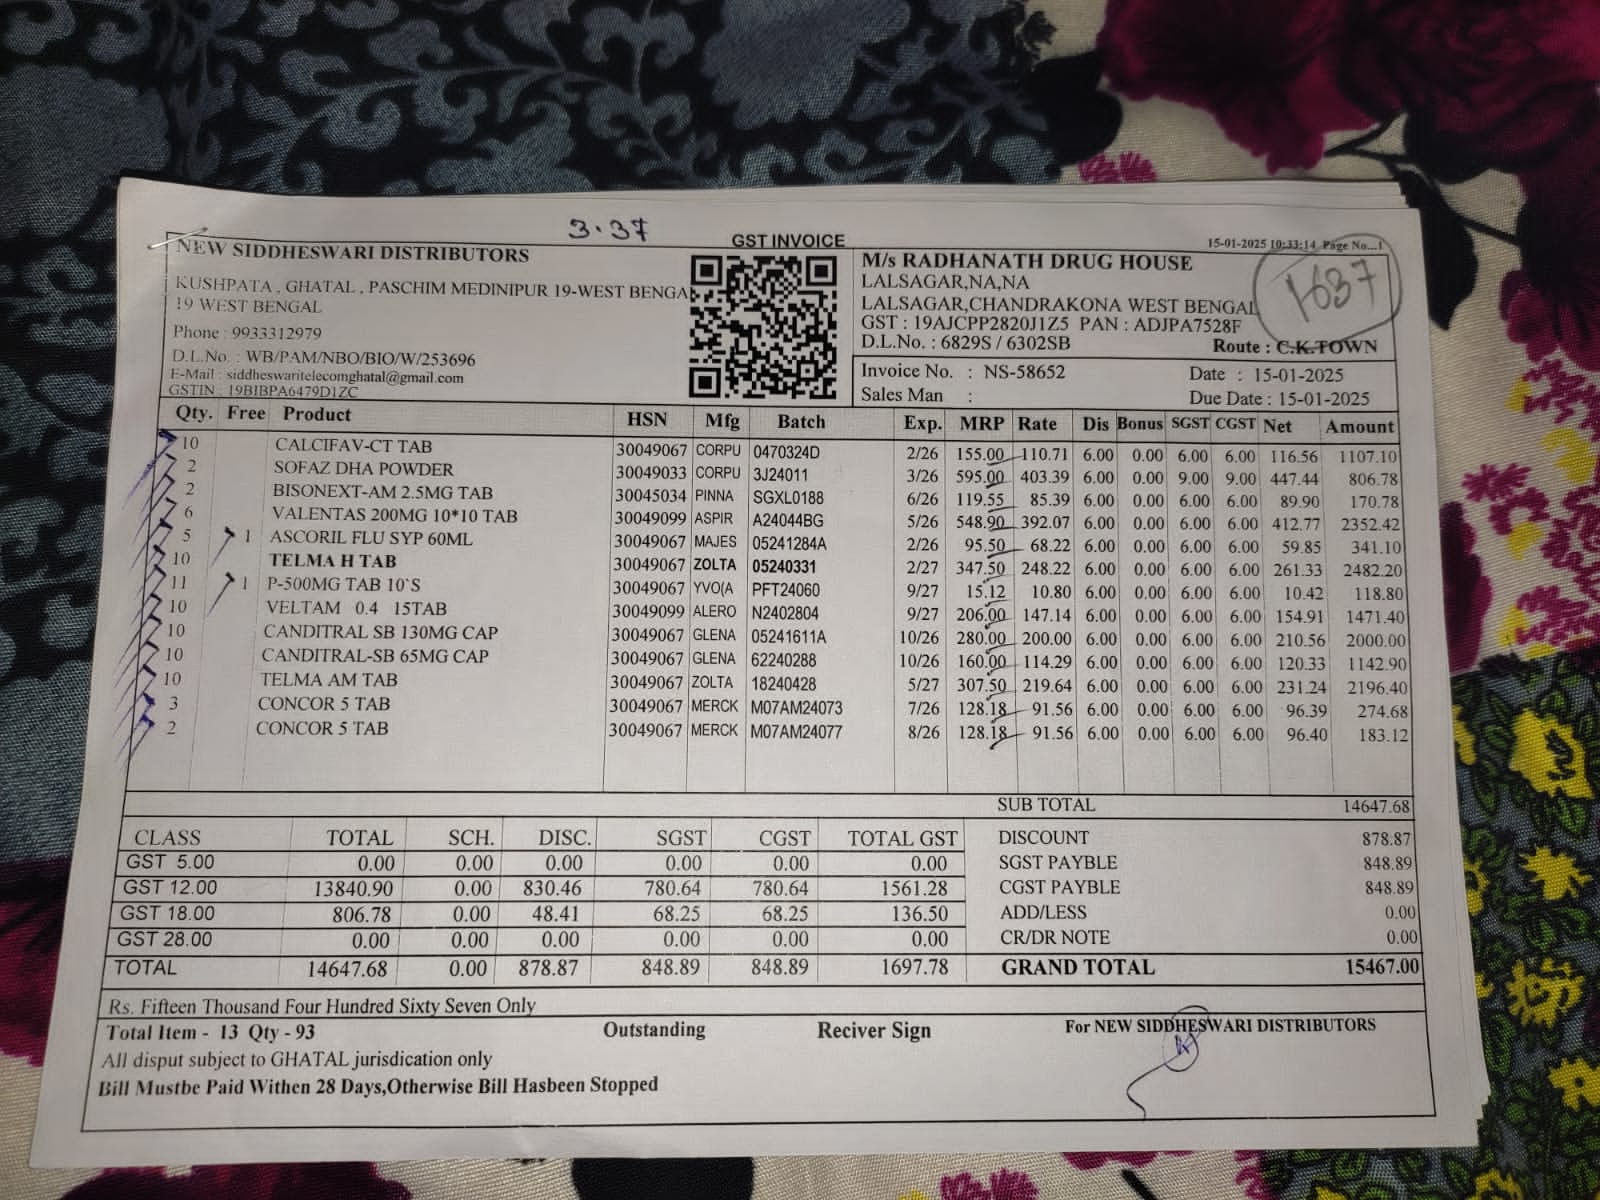 3.37
GST INVOICE
15-01-2025 10:33:14 Page No...1
NEW SIDDHESWARI DISTRIBUTORS
KUSHPATA , GHATAL , PASCHIM MEDINIPUR 19-WEST BENGA
19 WEST BENGAL
Phone : 9933312979
D.L.No. : WB/PAM/NBO/BIO/W/253696
E-Mail : siddheswaritelecomghatal@gmail.com
GSTIN : 19BIBPA6479D1ZC
M/s RADHANATH DRUG HOUSE
LALSAGAR,NA,NA
LALSAGAR,CHANDRAKONA WEST BENGAL
1637
GST : 19AJCPP2820J1Z5 PAN : ADJPA7528F
D.L.No. : 6829S / 6302SB Route : C.K.TOWN
Invoice No. : NS-58652 Date : 15-01-2025
Sales Man : Due Date : 15-01-2025
Qty. Free Product HSN Mfg Batch Exp. MRP Rate Dis Bonus SGST CGST Net Amount
10 CALCIFAV-CT TAB 30049067 CORPU 0470324D 2/26 155.00 110.71 6.00 0.00 6.00 6.00 116.56 1107.10
2 SOFAZ DHA POWDER 30049033 CORPU 3J24011 3/26 595.00 403.39 6.00 0.00 9.00 9.00 447.44 806.78
2 BISONEXT-AM 2.5MG TAB 30045034 PINNA SGXL0188 6/26 119.55 85.39 6.00 0.00 6.00 6.00 89.90 170.78
6 VALENTAS 200MG 10*10 TAB 30049099 ASPIR A24044BG 5/26 548.90 392.07 6.00 0.00 6.00 6.00 412.77 2352.42
5 1 ASCORIL FLU SYP 60ML 30049067 MAJES 05241284A 2/26 95.50 68.22 6.00 0.00 6.00 6.00 59.85 341.10
10 TELMA H TAB 30049067 ZOLTA 05240331 2/27 347.50 248.22 6.00 0.00 6.00 6.00 261.33 2482.20
11 1 P-500MG TAB 10`S 30049067 YVO(A PFT24060 9/27 15.12 10.80 6.00 0.00 6.00 6.00 10.42 118.80
10 VELTAM 0.4 15TAB 30049099 ALERO N2402804 9/27 206.00 147.14 6.00 0.00 6.00 6.00 154.91 1471.40
10 CANDITRAL SB 130MG CAP 30049067 GLENA 05241611A 10/26 280.00 200.00 6.00 0.00 6.00 6.00 210.56 2000.00
10 CANDITRAL-SB 65MG CAP 30049067 GLENA 62240288 10/26 160.00 114.29 6.00 0.00 6.00 6.00 120.33 1142.90
10 TELMA AM TAB 30049067 ZOLTA 18240428 5/27 307.50 219.64 6.00 0.00 6.00 6.00 231.24 2196.40
3 CONCOR 5 TAB 30049067 MERCK M07AM24073 7/26 128.18 91.56 6.00 0.00 6.00 6.00 96.39 274.68
2 CONCOR 5 TAB 30049067 MERCK M07AM24077 8/26 128.18 91.56 6.00 0.00 6.00 6.00 96.40 183.12
SUB TOTAL 14647.68
CLASS TOTAL SCH. DISC. SGST CGST TOTAL GST
GST 5.00 0.00 0.00 0.00 0.00 0.00 0.00
GST 12.00 13840.90 0.00 830.46 780.64 780.64 1561.28
GST 18.00 806.78 0.00 48.41 68.25 68.25 136.50
GST 28.00 0.00 0.00 0.00 0.00 0.00 0.00
TOTAL 14647.68 0.00 878.87 848.89 848.89 1697.78
DISCOUNT 878.87
SGST PAYBLE 848.89
CGST PAYBLE 848.89
ADD/LESS 0.00
CR/DR NOTE 0.00
GRAND TOTAL 15467.00
Rs. Fifteen Thousand Four Hundred Sixty Seven Only
Total Item - 13 Qty - 93 Outstanding Reciver Sign For NEW SIDDHESWARI DISTRIBUTORS
All disput subject to GHATAL jurisdication only
Bill Mustbe Paid Withen 28 Days,Otherwise Bill Hasbeen Stopped